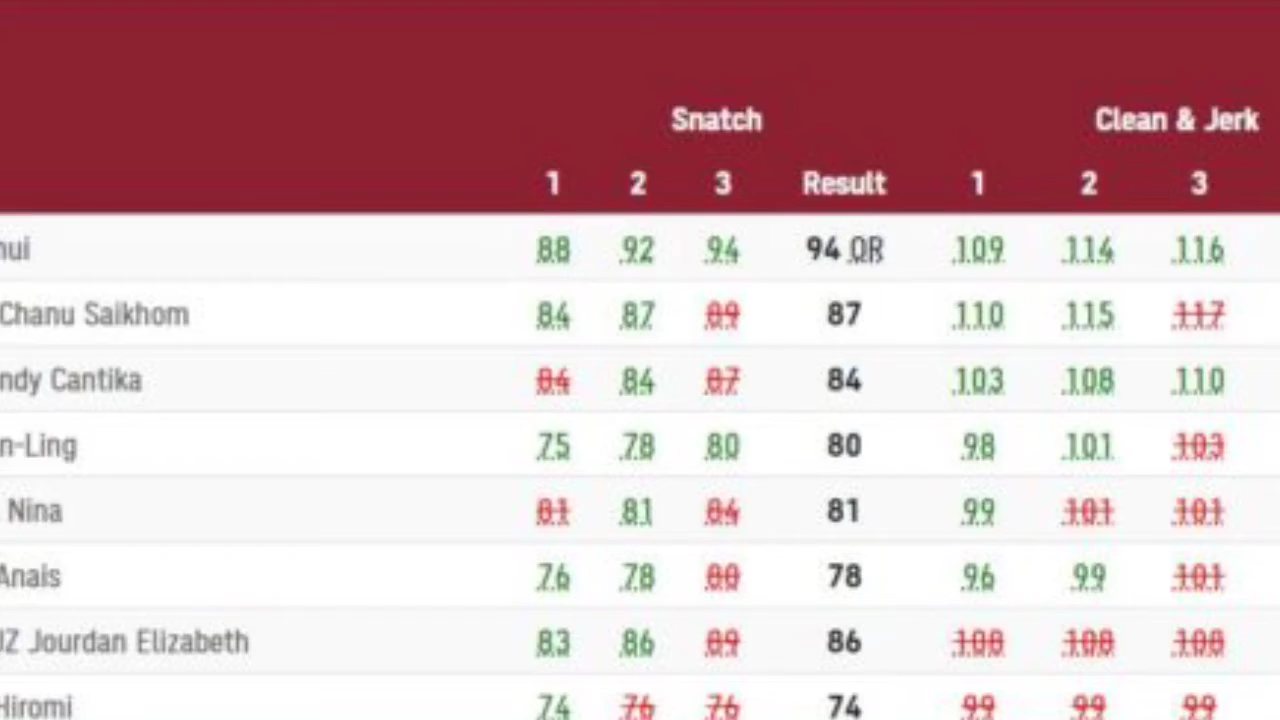 Snatch Clean & Jerk
1 2 3 Result 1 2 3
hui 88 92 94 94 OR 109 114 116
Chanu Saikhom 84 87 89 87 110 115 117
ndy Cantika 84 84 87 84 103 108 110
n-Ling 75 78 80 80 98 101 103
Nina 81 81 84 81 99 101 101
Anais 76 78 80 78 96 99 101
UZ Jourdan Elizabeth 83 86 89 86 108 108 108
Hiromi 74 76 76 74 99 99 99